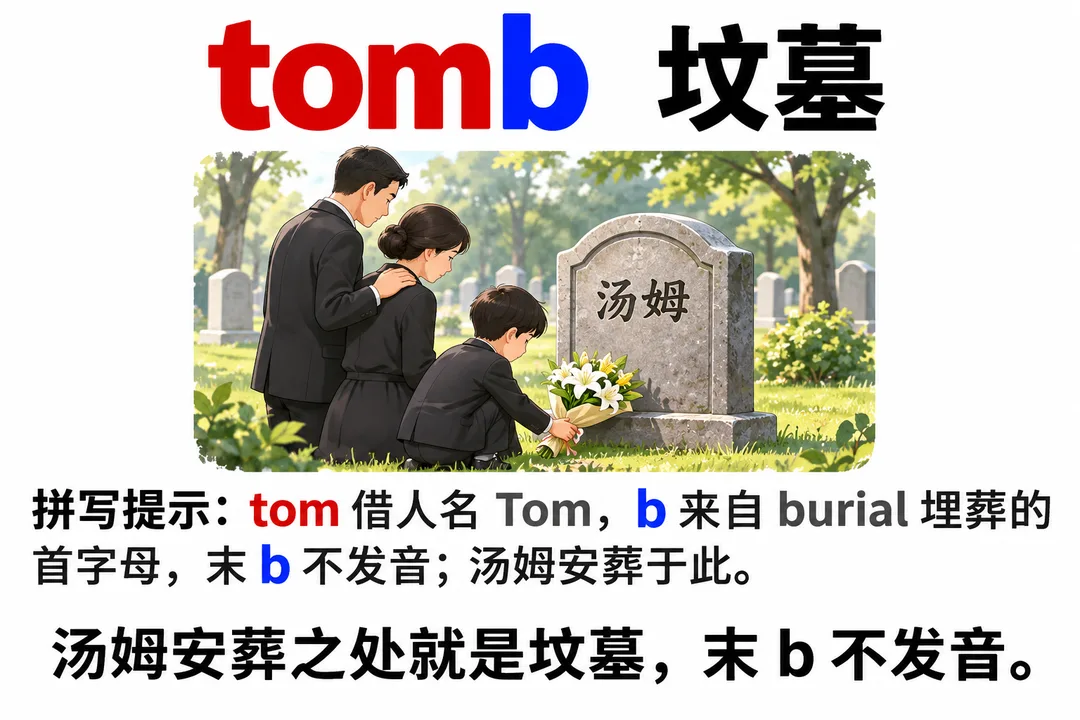 tomb 坟墓
汤姆
拼写提示：tom 借人名 Tom，b 来自 burial 埋葬的
首字母，末 b 不发音；汤姆安葬于此。
汤姆安葬之处就是坟墓，末 b 不发音。